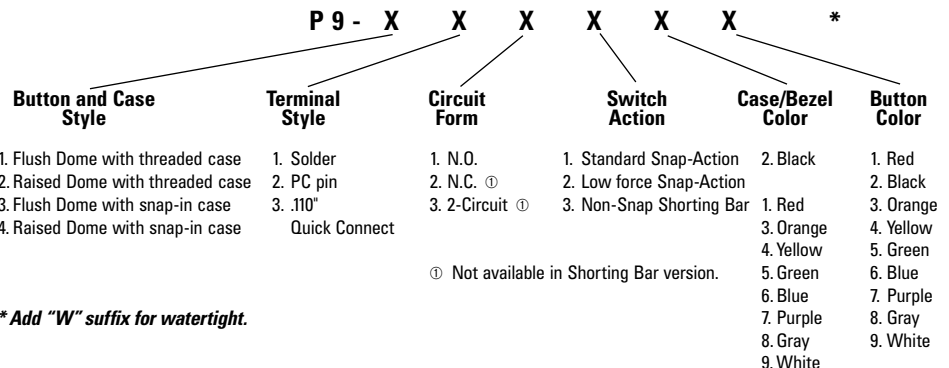 P 9 - X X X X X X *
Button and Case Style
Terminal Style
Circuit Form
Switch Action
Case/Bezel Color
Button Color
1. Flush Dome with threaded case
2. Raised Dome with threaded case
3. Flush Dome with snap-in case
4. Raised Dome with snap-in case
1. Solder
2. PC pin
3. .110"
Quick Connect
1. N.O.
2. N.C. ①
3. 2-Circuit ①
1. Standard Snap-Action
2. Low force Snap-Action
3. Non-Snap Shorting Bar
2. Black
1. Red
3. Orange
4. Yellow
5. Green
6. Blue
7. Purple
8. Gray
9. White
1. Red
2. Black
3. Orange
4. Yellow
5. Green
6. Blue
7. Purple
8. Gray
9. White
① Not available in Shorting Bar version.
* Add “W” suffix for watertight.